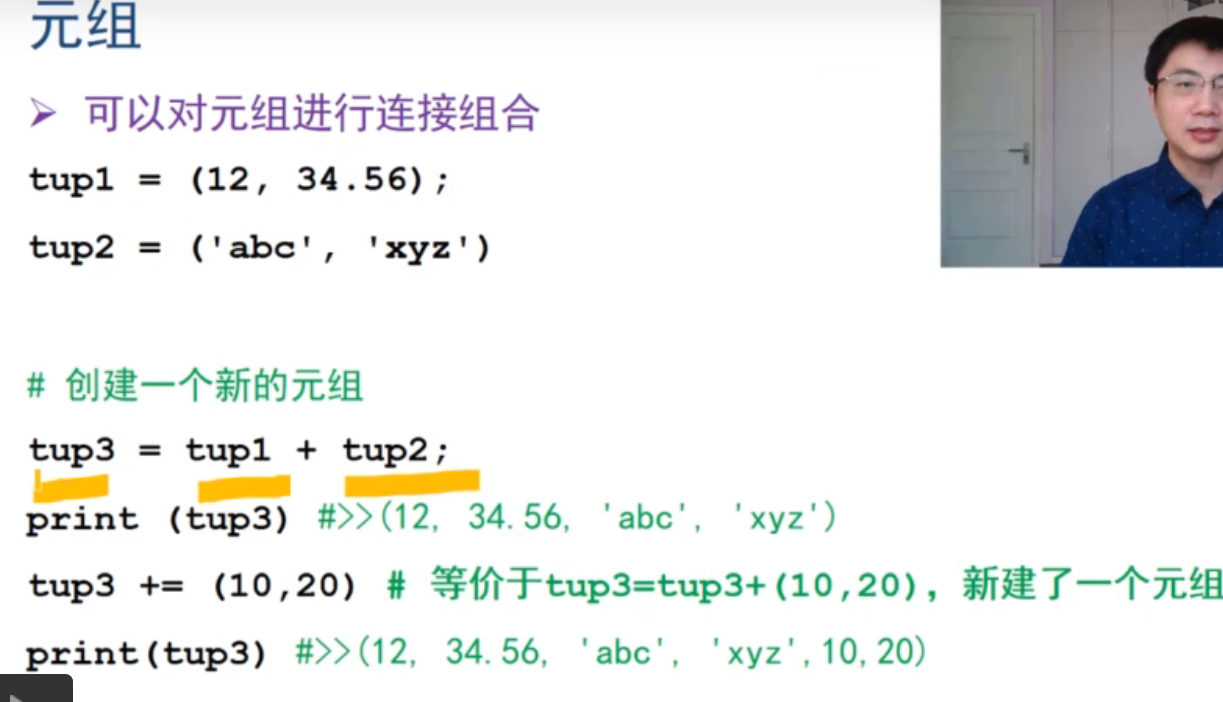 元组
➢ 可以对元组进行连接组合
tup1 = (12, 34.56);
tup2 = ('abc', 'xyz')
# 创建一个新的元组
tup3 = tup1 + tup2;
print (tup3) #>>(12, 34.56, 'abc', 'xyz')
tup3 += (10,20) # 等价于tup3=tup3+(10,20), 新建了一个元组
print(tup3) #>>(12, 34.56, 'abc', 'xyz',10,20)